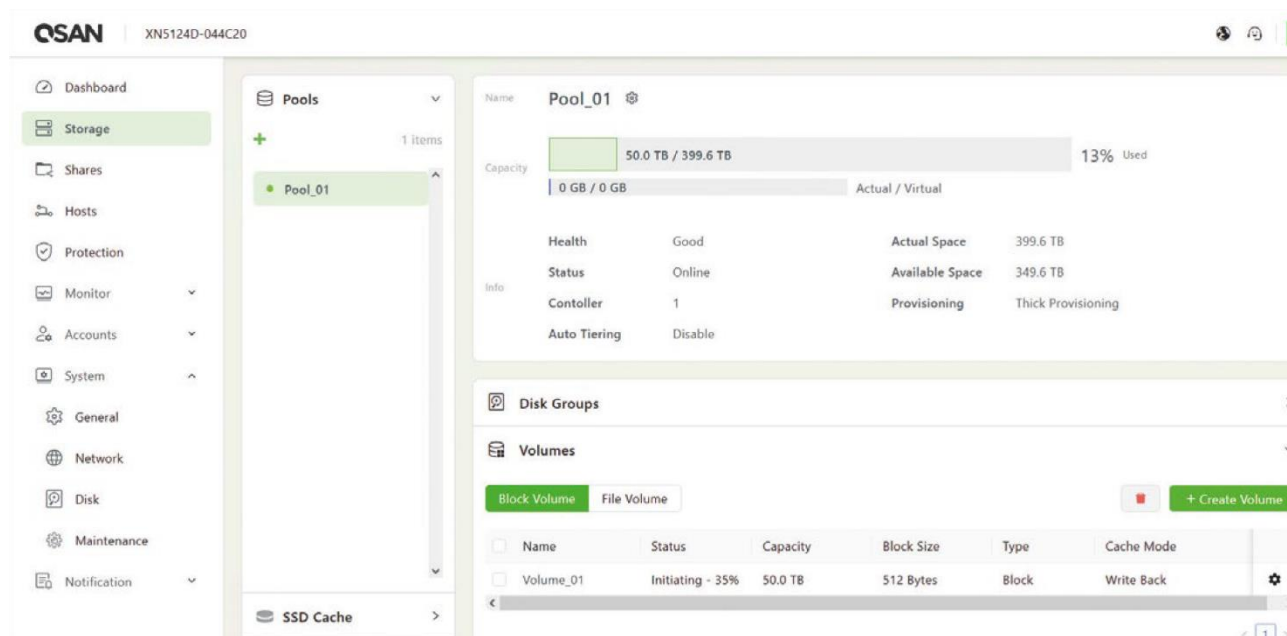 QSAN XN5124D-044C20
Dashboard
Storage
Shares
Hosts
Protection
Monitor
Accounts
System
General
Network
Disk
Maintenance
Notification
Pools
1 items
Pool_01
SSD Cache
Name Pool_01
Capacity
50.0 TB / 399.6 TB 13% Used
0 GB / 0 GB Actual / Virtual
Info
Health Good Actual Space 399.6 TB
Status Online Available Space 349.6 TB
Contoller 1 Provisioning Thick Provisioning
Auto Tiering Disable
Disk Groups
Volumes
Block Volume File Volume + Create Volume
Name Status Capacity Block Size Type Cache Mode
Volume_01 Initiating - 35% 50.0 TB 512 Bytes Block Write Back
1